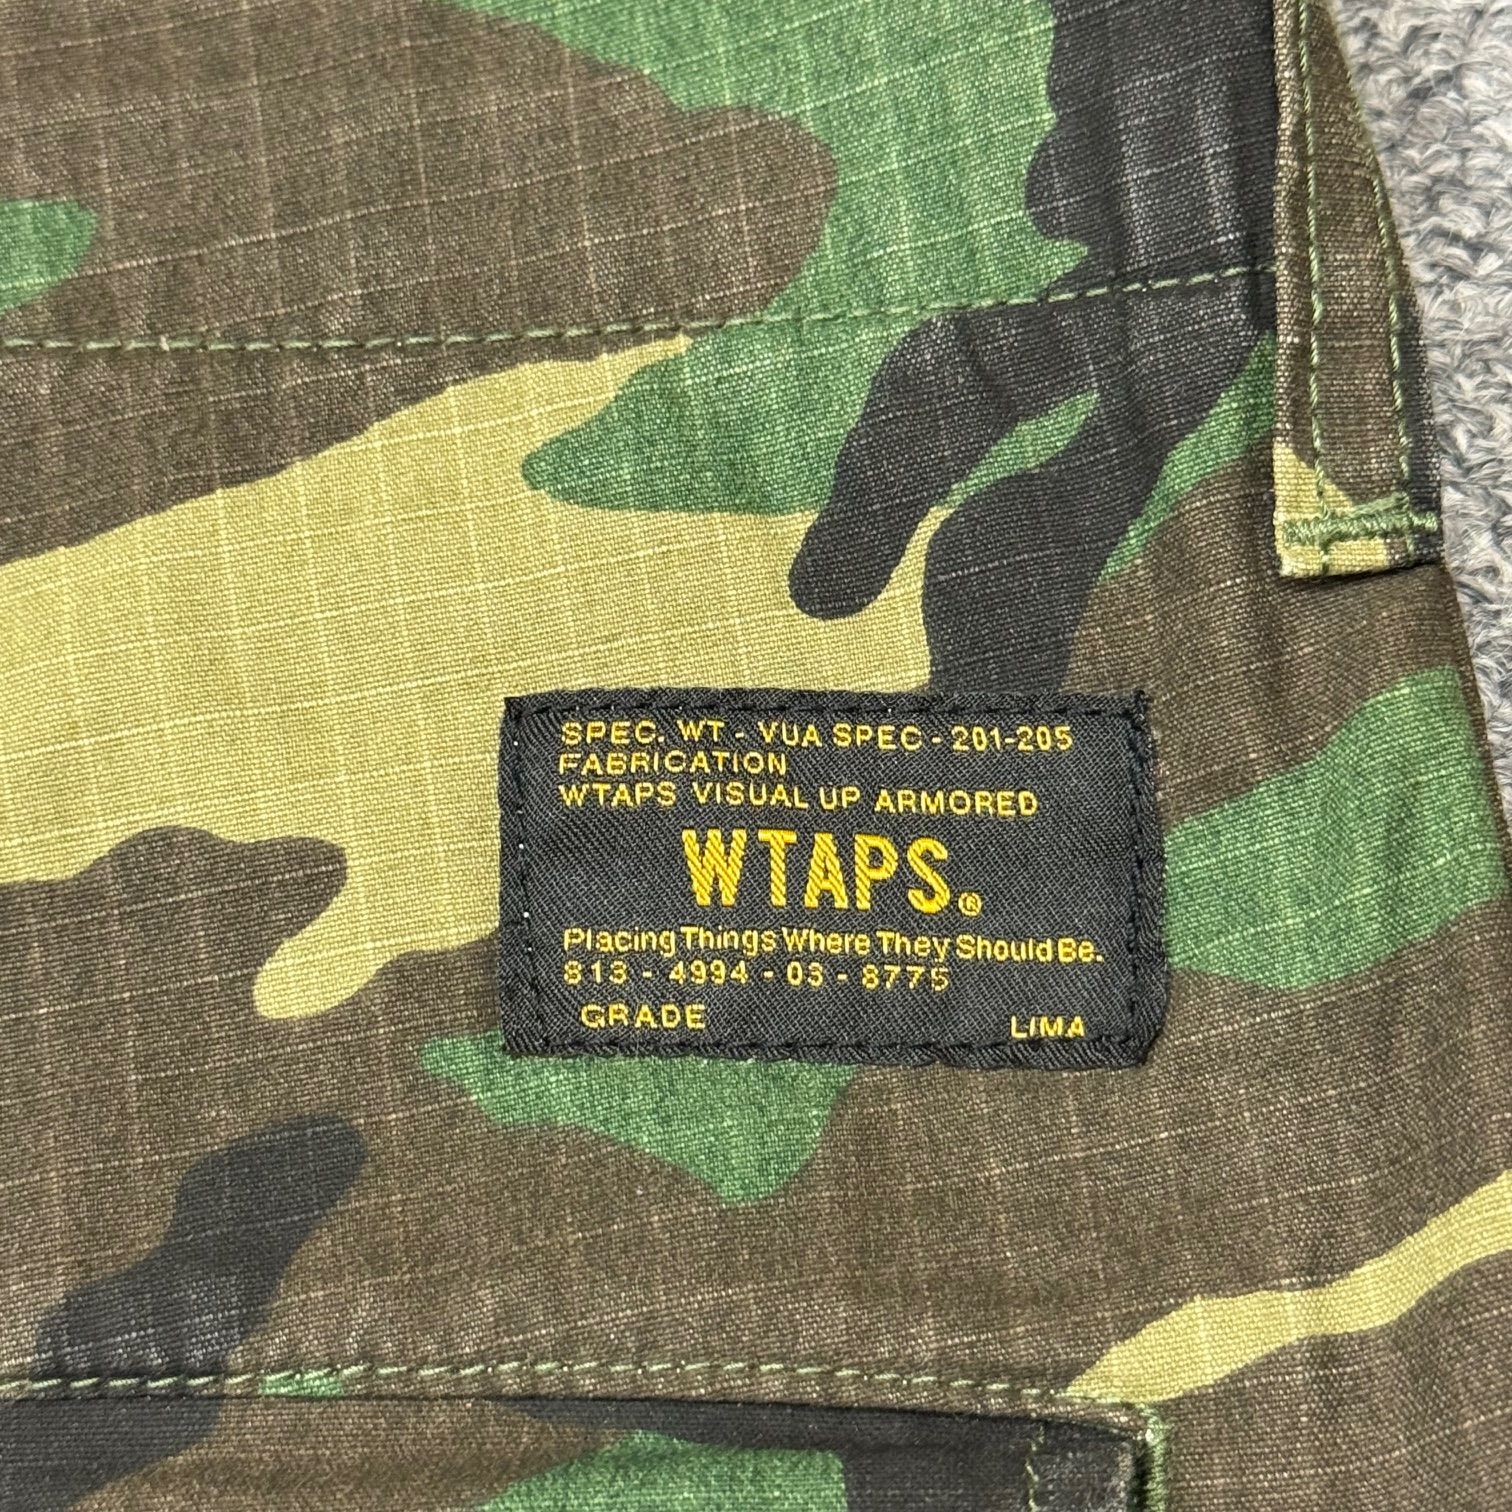 SPEC. WT - VUA SPEC - 201-205
FABRICATION
WTAPS VISUAL UP ARMORED
WTAPS.®
Placing Things Where They Should Be.
813 - 4994 - 03 - 8775
GRADE LIMA